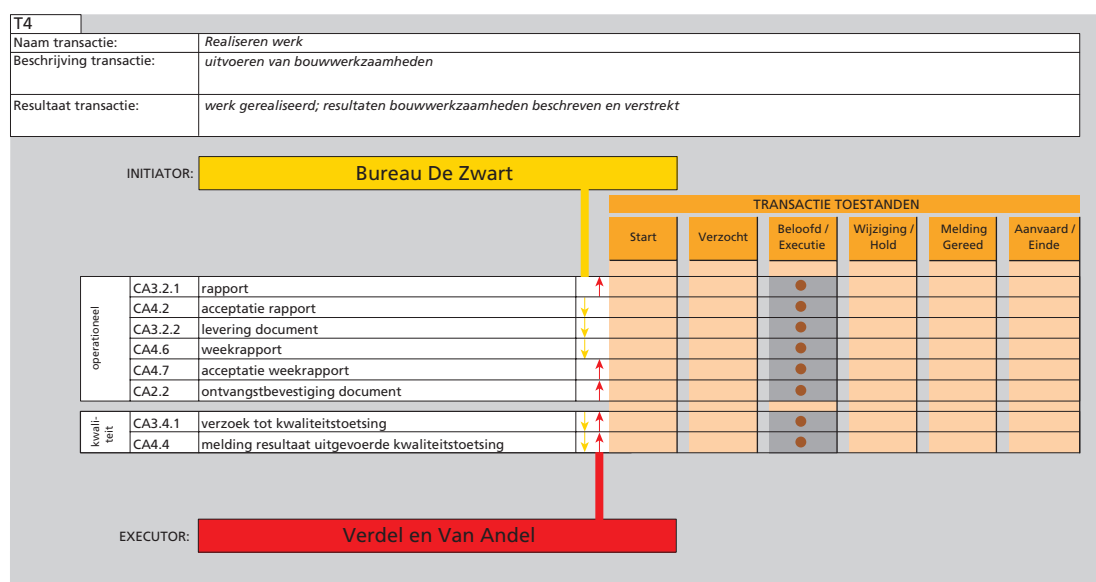 T4
Naam transactie: Realiseren werk
Beschrijving transactie: uitvoeren van bouwwerkzaamheden
Resultaat transactie: werk gerealiseerd; resultaten bouwwerkzaamheden beschreven en verstrekt
INITIATOR: Bureau De Zwart
TRANSACTIE TOESTANDEN
Start Verzocht Beloofd / Executie Wijziging / Hold Melding Gereed Aanvaard / Einde
operationeel
CA3.2.1 rapport
CA4.2 acceptatie rapport
CA3.2.2 levering document
CA4.6 weekrapport
CA4.7 acceptatie weekrapport
CA2.2 ontvangstbevestiging document
kwali-
teit
CA3.4.1 verzoek tot kwaliteitstoetsing
CA4.4 melding resultaat uitgevoerde kwaliteitstoetsing
EXECUTOR: Verdel en Van Andel